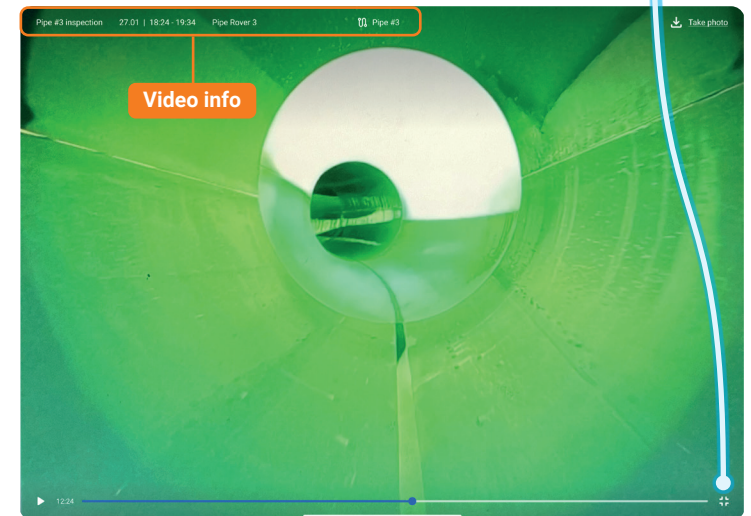 Pipe #3 inspection 27.01 | 18:24 - 19:34 Pipe Rover 3 Pipe #3 Take photo
Video info
12:24